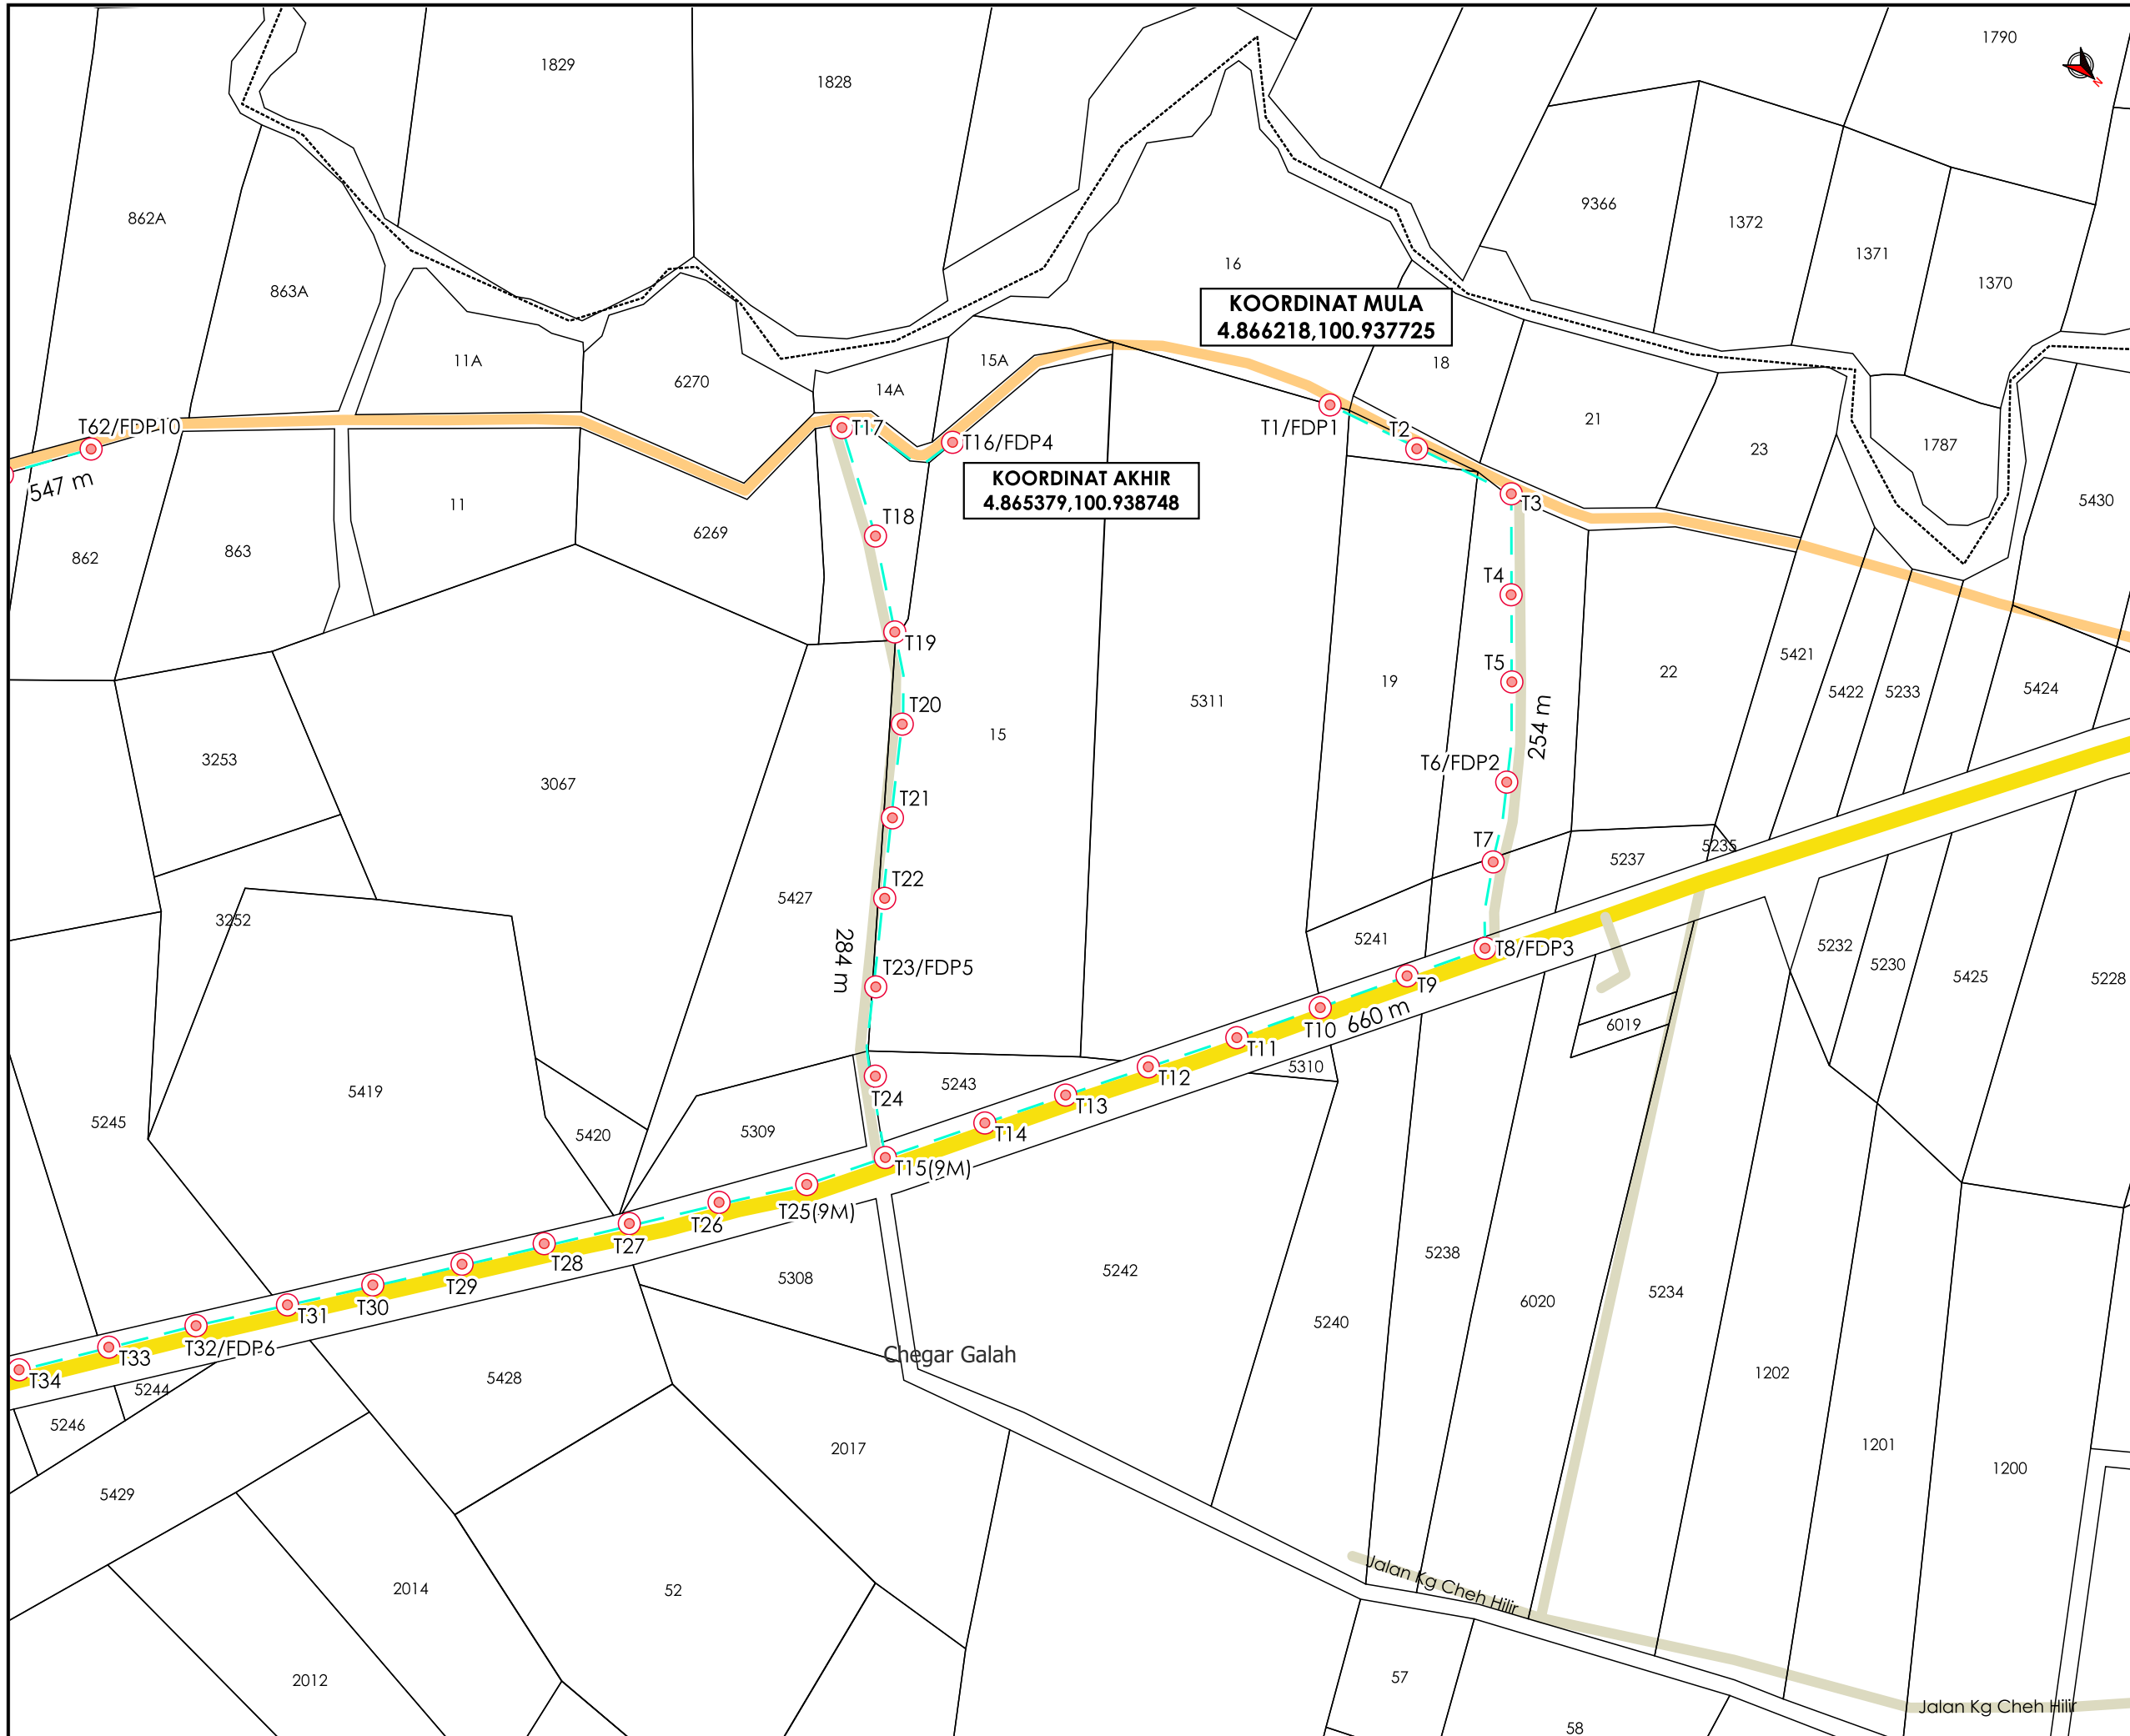 1790
1829
1828
862A
9366
1372
1371
16
1370
863A
KOORDINAT MULA
4.866218,100.937725
11A
15A
18
6270
14A
T62/FDP10
T17
T1/FDP1
T2
21
T16/FDP4
23
1787
547 m
KOORDINAT AKHIR
4.865379,100.938748
11
T3
5430
T18
6269
863
862
T4
T19
5421
T5
22
19
5422
5233
5424
5311
T20
15
254 m
3253
T6/FDP2
3067
T21
T7
5235
5237
T22
5427
3252
5241
5232
T8/FDP3
284 m
T23/FDP5
5230
5425
5228
T9
T10
660 m
6019
T11
5310
T12
5243
T24
T13
5419
5245
5420
5309
T14
T15(9M)
T25(9M)
T26
T27
5238
T28
5308
5242
T29
5234
T30
6020
T31
5240
T32/FDP6
T33
Chegar Galah
1202
5428
T34
5244
5246
1201
2017
1200
5429
Jalan Kg Cheh Hilir
2014
52
57
2012
Jalan Kg Cheh Hilir
58
N